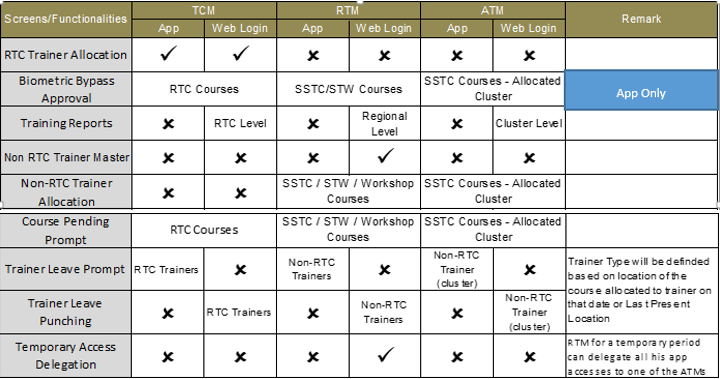 Screens/Functionalities TCM RTM ATM Remark
App Web Login App Web Login App Web Login
RTC Trainer Allocation ✓ ✓ ✘ ✘ ✘ ✘
Biometric Bypass
Approval
RTC Courses
SSTC/STW Courses
SSTC Courses - Allocated
Cluster
App Only
Training Reports ✘ RTC Level ✘
Regional
Level
✘ Cluster Level
Non RTC Trainer Master ✘ ✘ ✘ ✓ ✘ ✘
Non-RTC Trainer
Allocation
✘ ✘
SSTC / STW / Workshop
Courses
SSTC Courses - Allocated
Cluster
Course Pending
Prompt
RTC Courses
SSTC / STW / Workshop
Courses
SSTC Courses - Allocated
Cluster
Trainer Leave Prompt RTC Trainers ✘
Non-RTC
Trainers
✘
Non-RTC
Trainer
(cluster)
✘
Trainer Type will be definded
based on location of the
course allocated to trainer on
that date or Last Present
Location
Trainer Leave
Punching
✘ RTC Trainers ✘
Non-RTC
Trainers
✘
Non-RTC
Trainer
(cluster)
Temporary Access
Delegation
✘ ✘ ✘ ✓ ✘ ✘
RTM for a temporary period
can delegate all his app
accesses to one of the ATMs